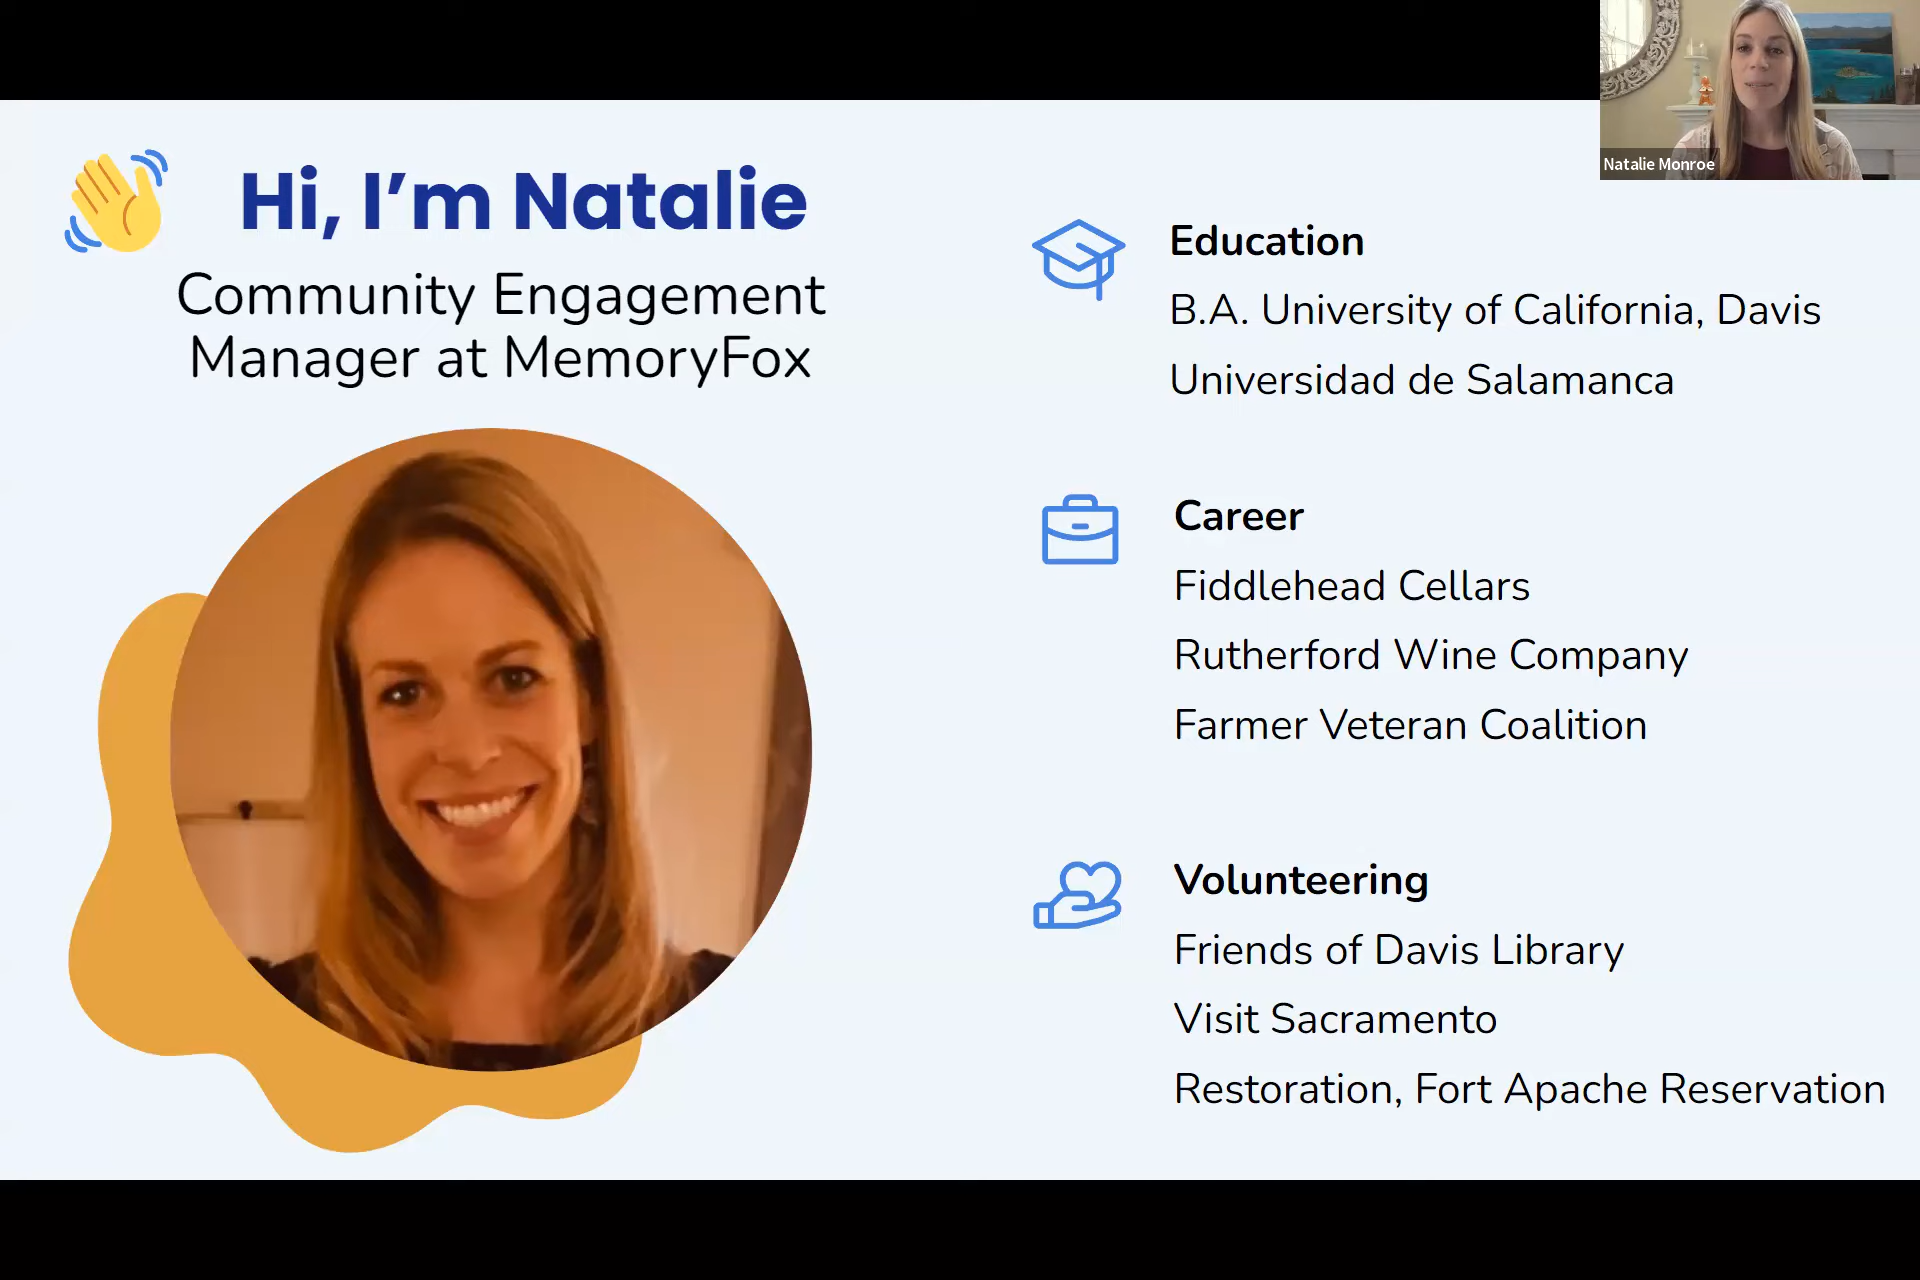 Hi, I’m Natalie
Community Engagement
Manager at MemoryFox
Natalie Monroe
Education
B.A. University of California, Davis
Universidad de Salamanca
Career
Fiddlehead Cellars
Rutherford Wine Company
Farmer Veteran Coalition
Volunteering
Friends of Davis Library
Visit Sacramento
Restoration, Fort Apache Reservation